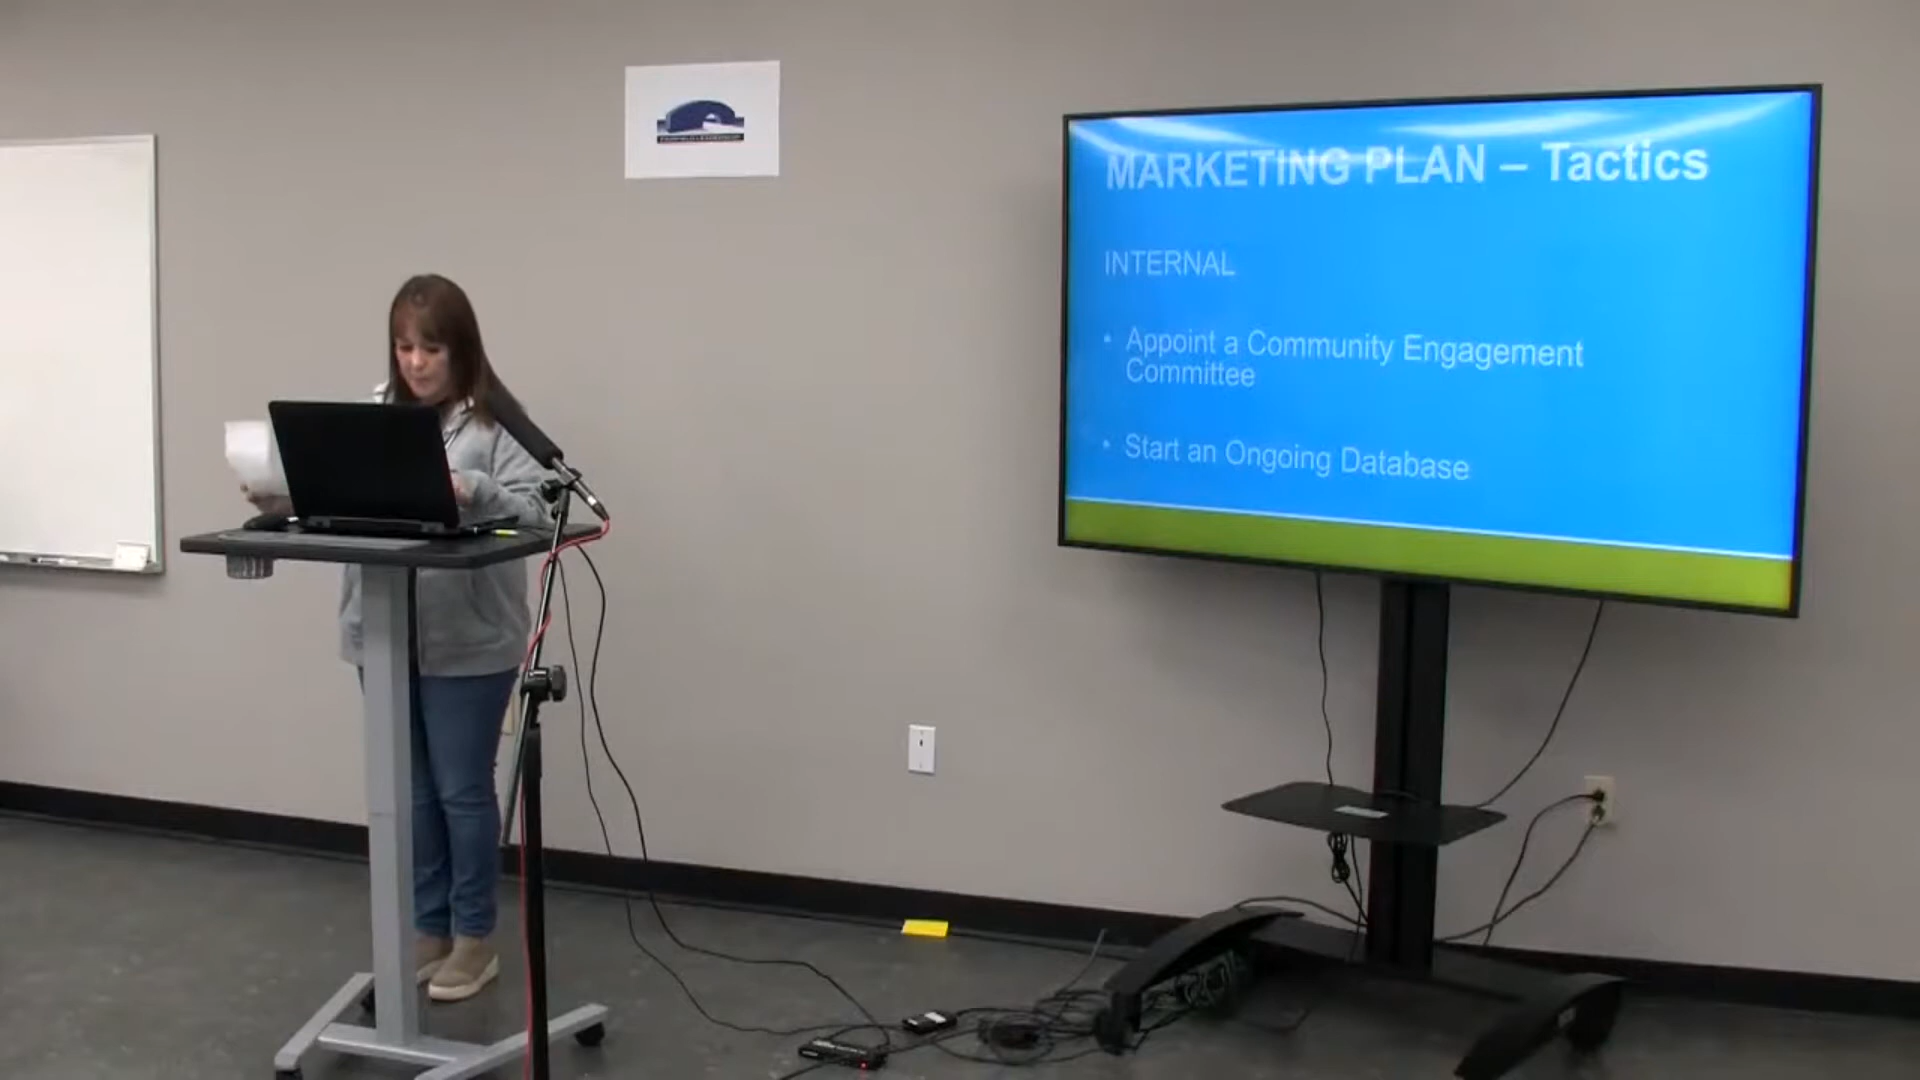 MARKETING PLAN – Tactics
INTERNAL
• Appoint a Community Engagement
Committee
• Start an Ongoing Database